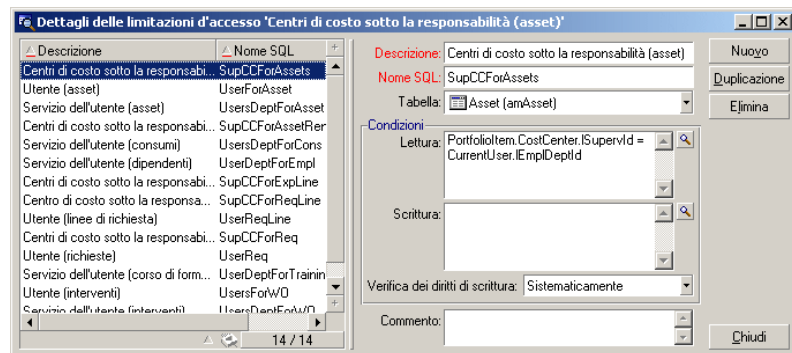 Dettagli delle limitazioni d'accesso 'Centri di costo sotto la responsabilità (asset)'
Descrizione Nome SQL
Centri di costo sotto la responsabi... SupCCForAssets
Utente (asset) UserForAsset
Servizio dell'utente (asset) UsersDeptForAsset
Centri di costo sotto la responsabi... SupCCForAssetRen
Servizio dell'utente (consumi) UsersDeptForCons
Servizio dell'utente (dipendenti) UserDeptForEmpl
Centri di costo sotto la responsabi... SupCCForExpLine
Centro di costo sotto la responsa... SupCCForReqLine
Utente (linee di richiesta) UserReqLine
Centri di costo sotto la responsabi... SupCCForReq
Utente (richieste) UserReq
Servizio dell'utente (corso di form... UserDeptForTrainin
Utente (interventi) UsersForWO
Servizio dell'utente (interventi) UsersDeptForWO
14 / 14
Descrizione: Centri di costo sotto la responsabilità (asset)
Nome SQL: SupCCForAssets
Tabella: Asset (amAsset)
Condizioni
Lettura: PortfolioItem.CostCenter.lSupervId =
CurrentUser.lEmplDeptId
Scrittura:
Verifica dei diritti di scrittura: Sistematicamente
Commento:
Nuovo
Duplicazione
Elimina
Chiudi